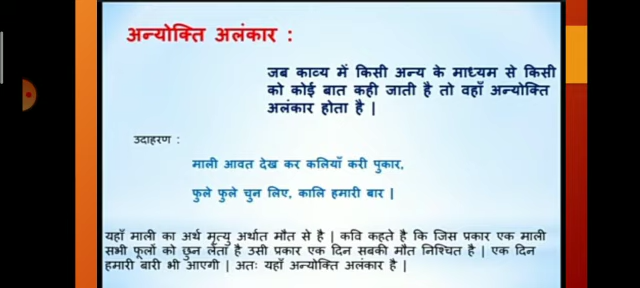 अन्योक्ति अलंकार :
जब काव्य में किसी अन्य के माध्यम से किसी
को कोई बात कही जाती है तो वहाँ अन्योक्ति
अलंकार होता है |
उदाहरण :
माली आवत देख कर कलियाँ करी पुकार,
फुले फुले चुन लिए, कालि हमारी बार |
यहाँ माली का अर्थ मृत्यु अर्थात मौत से है | कवि कहते है कि जिस प्रकार एक माली
सभी फूलों को छुन लेता है उसी प्रकार एक दिन सबकी मौत निश्चित है | एक दिन
हमारी बारी भी आएगी | अतः यहाँ अन्योक्ति अलंकार है |